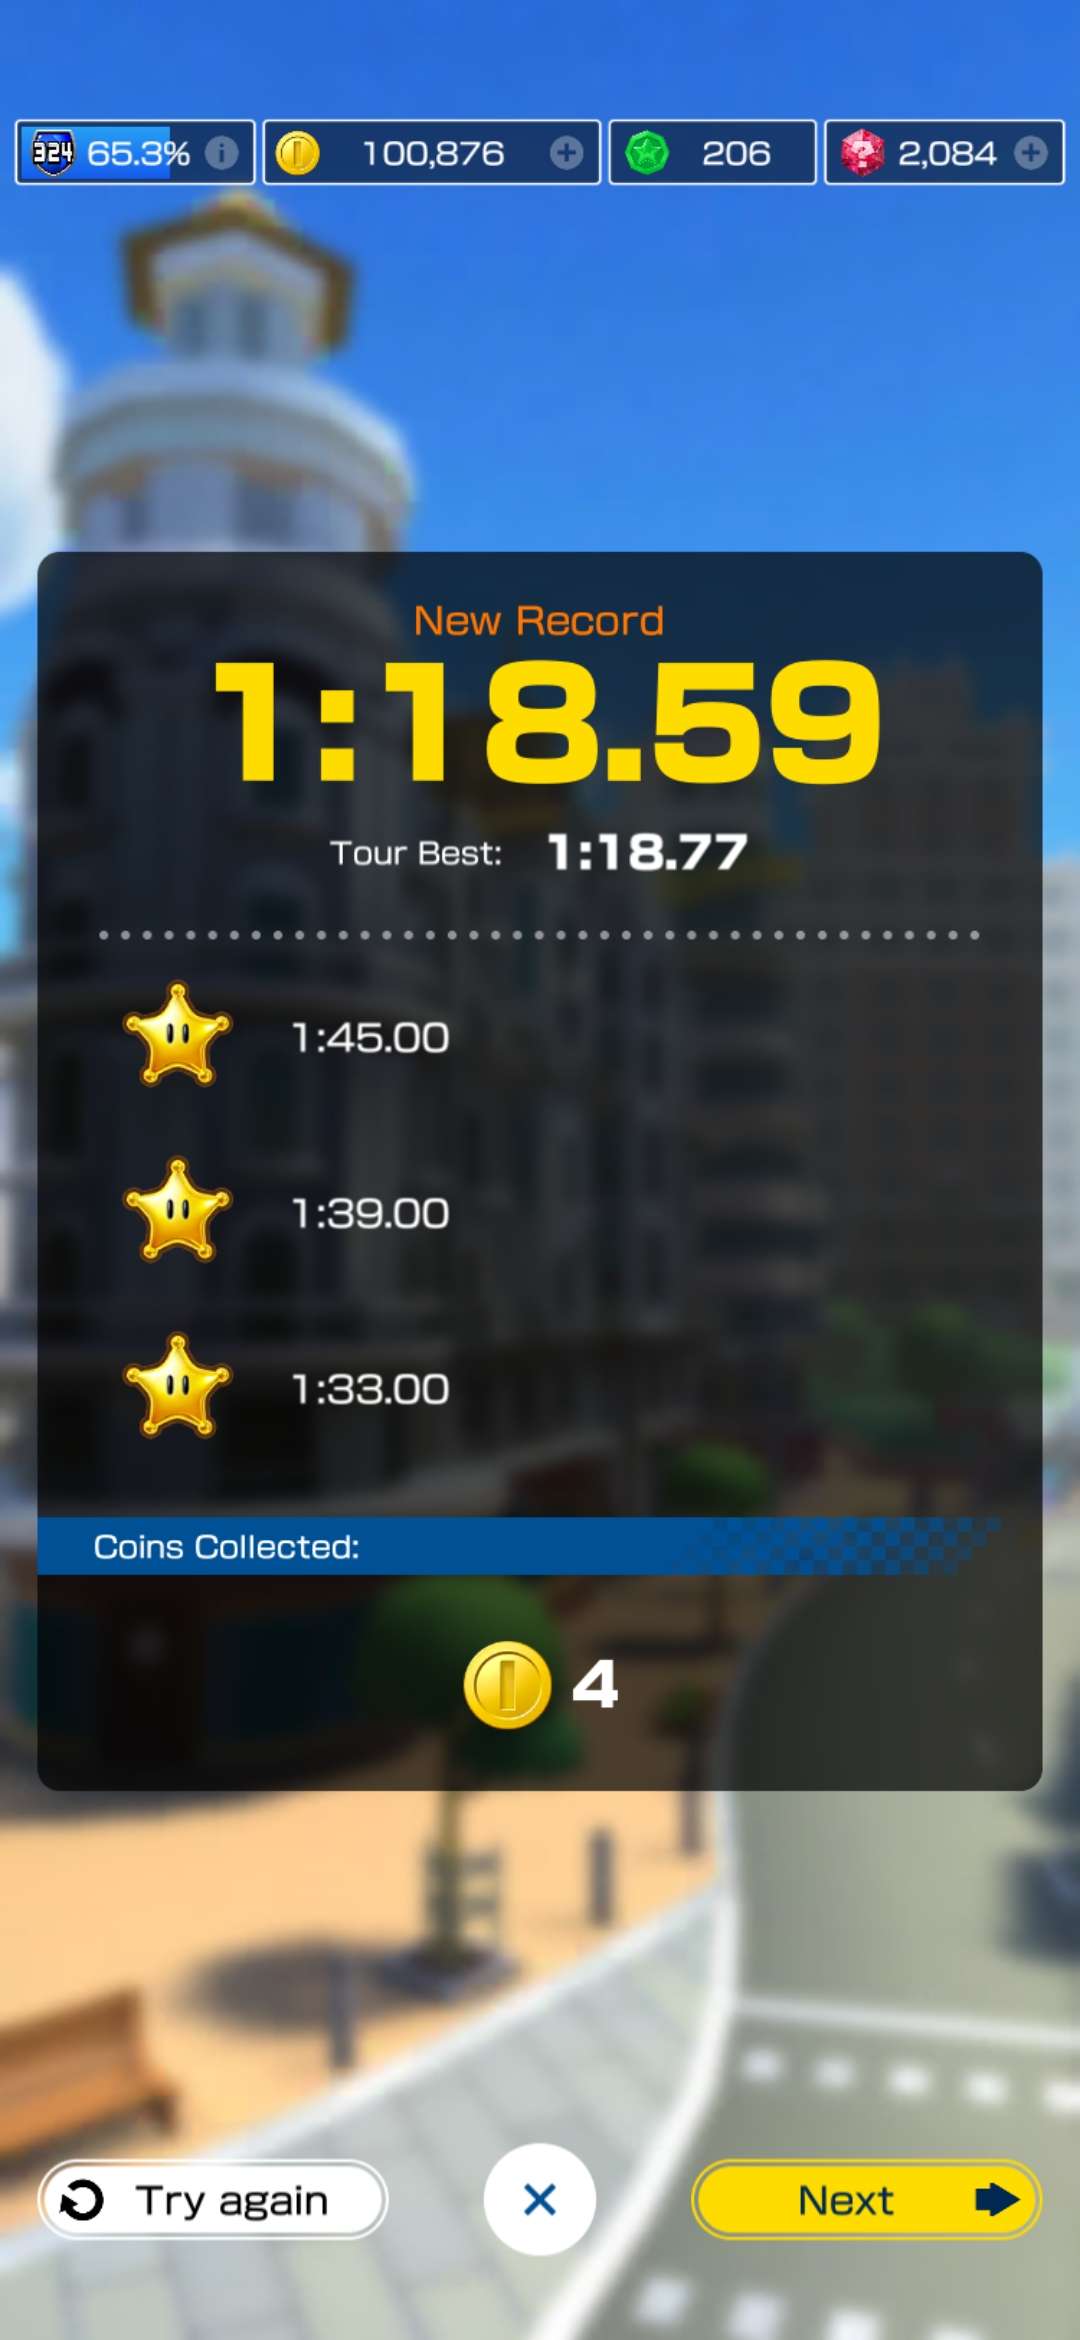 324 65.3% i 100,876 + 206 ? 2,084 +
New Record
1:18.59
Tour Best: 1:18.77
1:45.00
1:39.00
1:33.00
Coins Collected:
4
Try again × Next